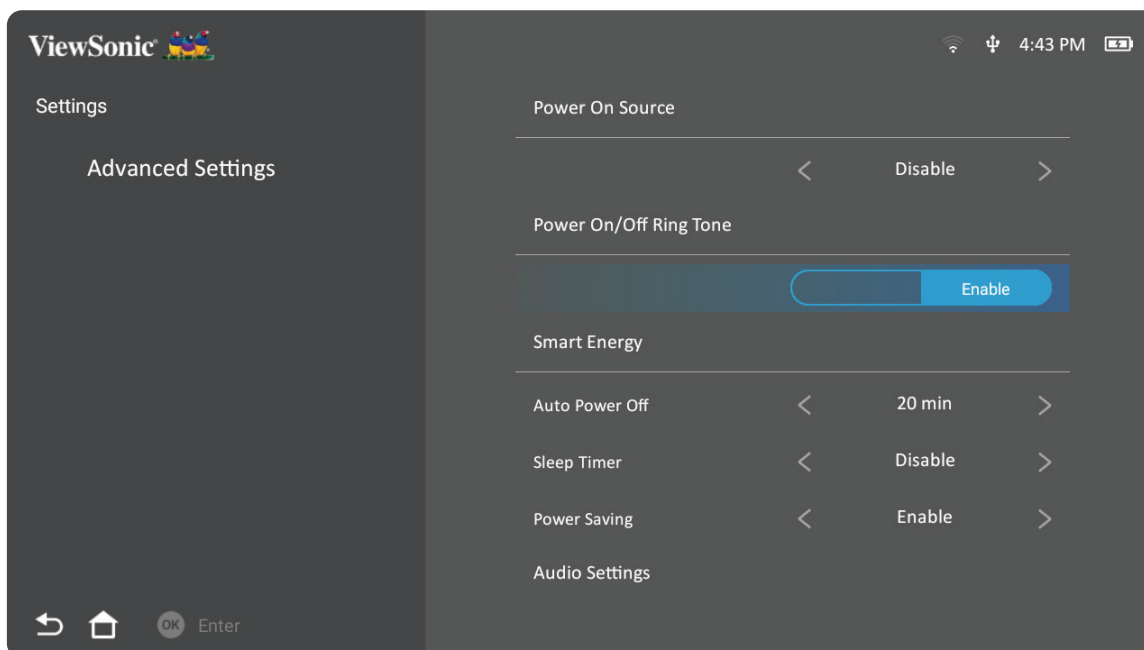 ViewSonic
4:43 PM
Settings
Advanced Settings
Power On Source
Disable
Power On/Off Ring Tone
Enable
Smart Energy
Auto Power Off 20 min
Sleep Timer Disable
Power Saving Enable
Audio Settings
OK Enter